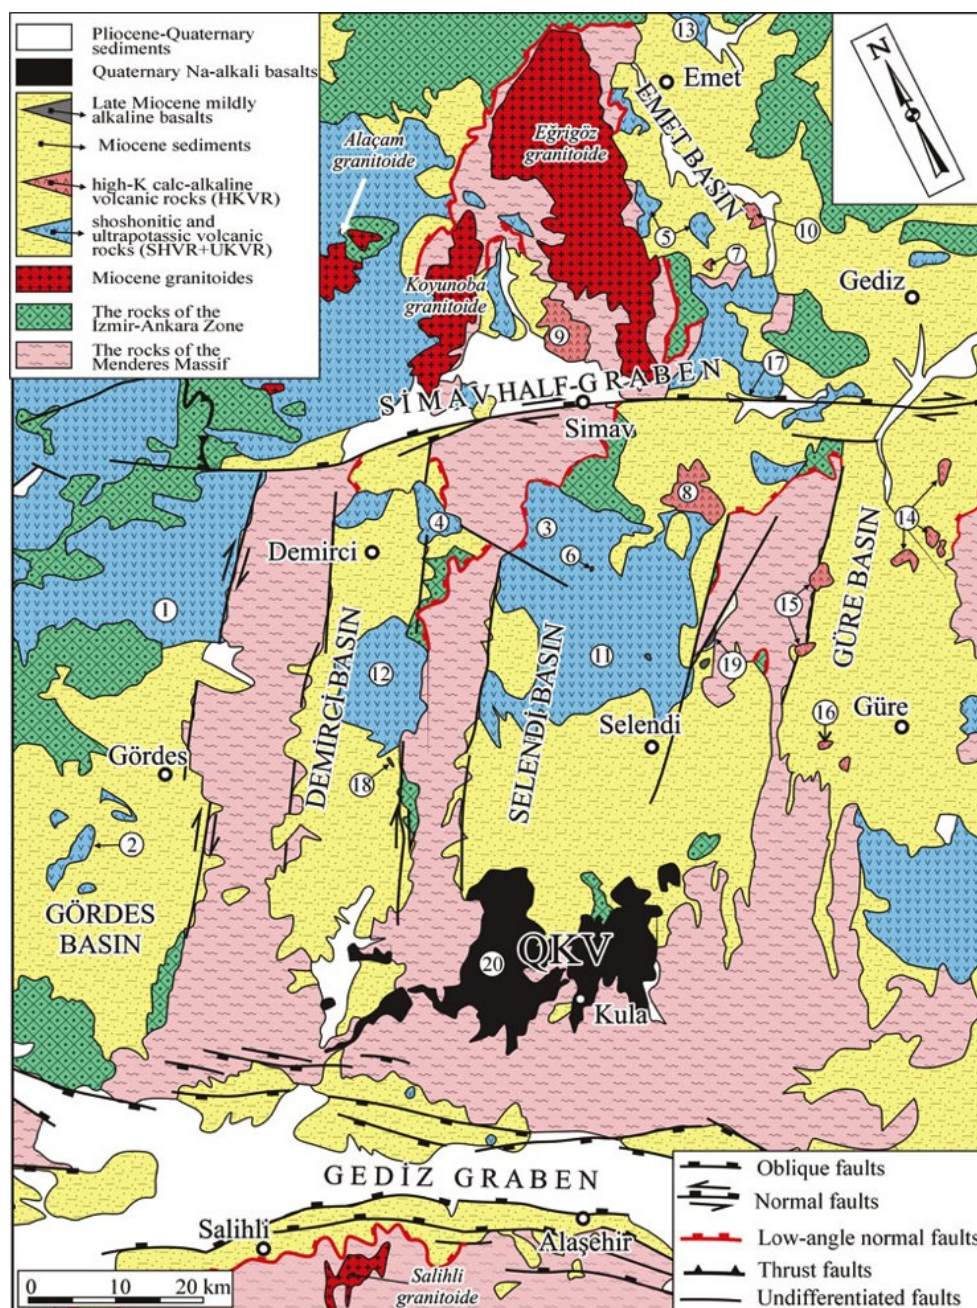 Pliocene-Quaternary
sediments
Quaternary Na-alkali basalts
Late Miocene mildly
alkaline basalts
Miocene sediments
high-K calc-alkaline
volcanic rocks (HKVR)
shoshonitic and
ultrapotassic volcanic
rocks (SHVR+UKVR)
Miocene granitoides
The rocks of the
İzmir-Ankara Zone
The rocks of the
Menderes Massif
N
13
Emet
EMET BASIN
Alaçam
granitoide
Eğrigöz
granitoide
5
10
7
Gediz
Koyunoba
granitoide
9
17
SİMAV HALF-GRABEN
Simav
8
14
4
3
6
Demirci
1
15
GÜRE BASIN
12
11
19
DEMİRCİ BASIN
SELENDİ BASIN
Selendi
16
Güre
Gördes
18
2
GÖRDES
BASIN
20
QKV
Kula
GEDİZ GRABEN
Salihli
Alaşehir
Salihli
granitoide
0 10 20 km
Oblique faults
Normal faults
Low-angle normal faults
Thrust faults
Undifferentiated faults